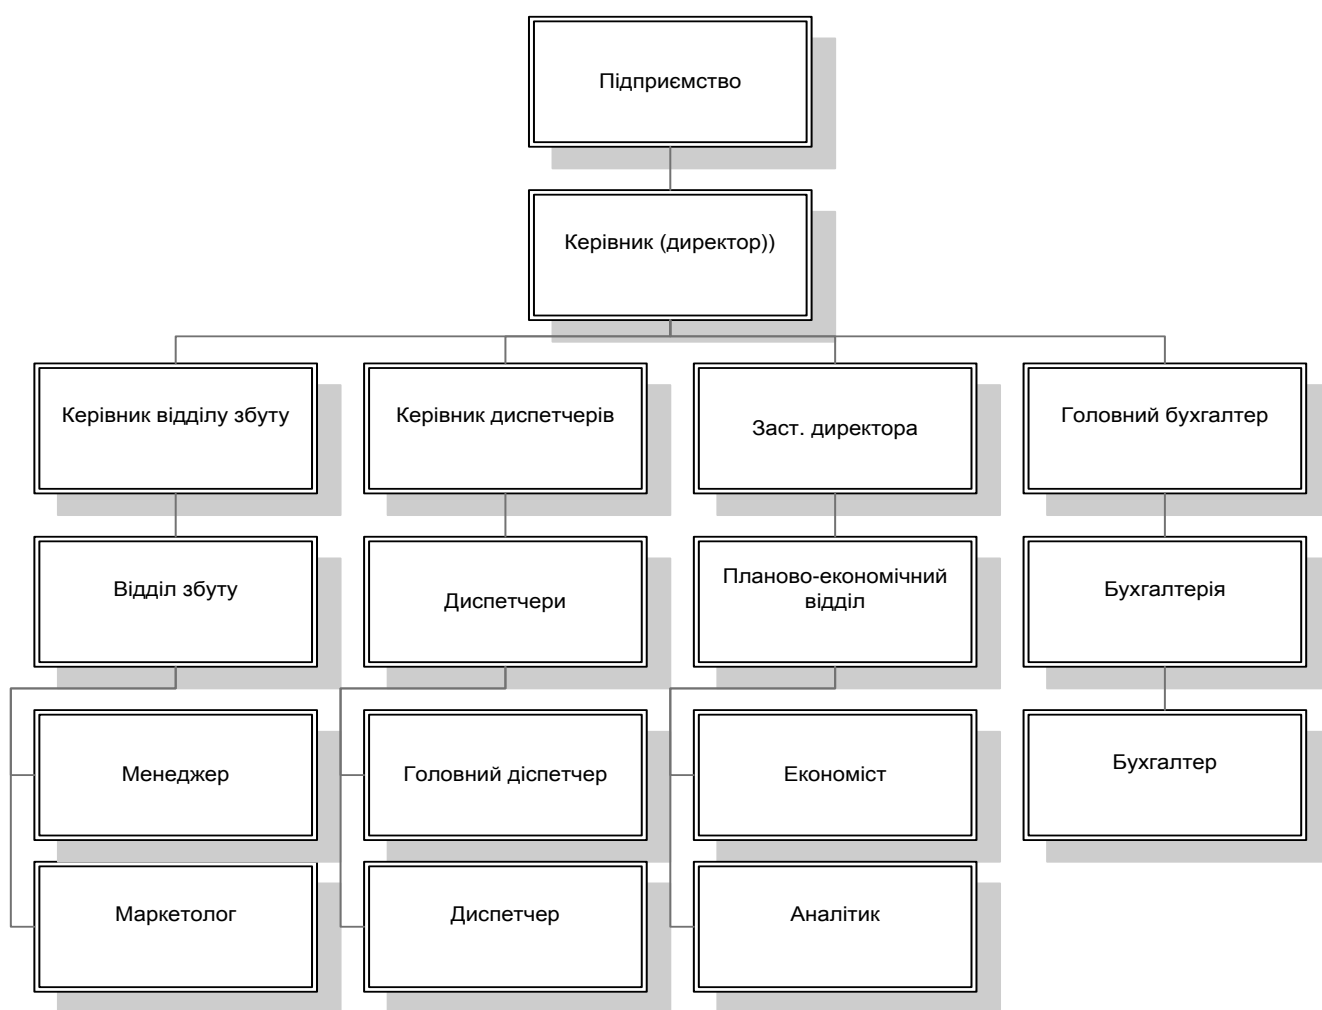 Підприємство
Керівник (директор))
Керівник відділу збуту
Керівник диспетчерів
Заст. директора
Головний бухгалтер
Відділ збуту
Диспетчери
Планово-економічний
відділ
Бухгалтерія
Менеджер
Головний діспетчер
Економіст
Бухгалтер
Маркетолог
Диспетчер
Аналітик